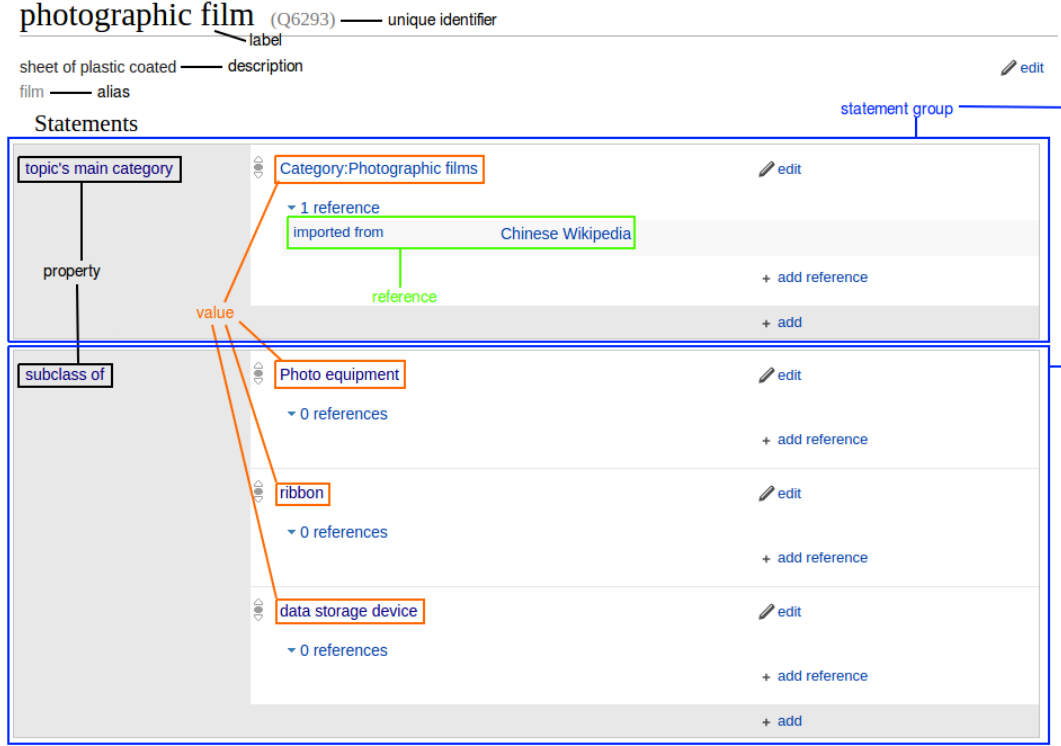 photographic film (Q6293) unique identifier
label
sheet of plastic coated description edit
film alias
statement group
Statements
topic's main category Category:Photographic films edit
1 reference
imported from Chinese Wikipedia
property + add reference
reference
value
+ add
subclass of Photo equipment edit
0 references
+ add reference
ribbon edit
0 references
+ add reference
data storage device edit
0 references
+ add reference
+ add